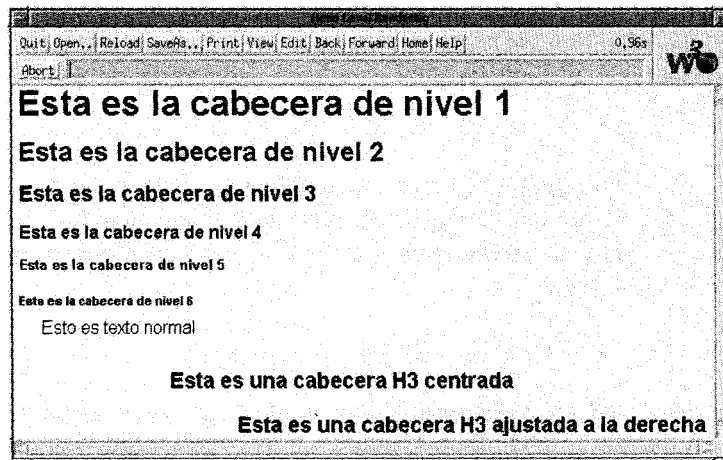 Quit Open.. Reload SaveAs.. Print View Edit Back Forward Home Help 0,96s
Abort
Esta es la cabecera de nivel 1
Esta es la cabecera de nivel 2
Esta es la cabecera de nivel 3
Esta es la cabecera de nivel 4
Esta es la cabecera de nivel 5
Esta es la cabecera de nivel 6
Esto es texto normal
Esta es una cabecera H3 centrada
Esta es una cabecera H3 ajustada a la derecha